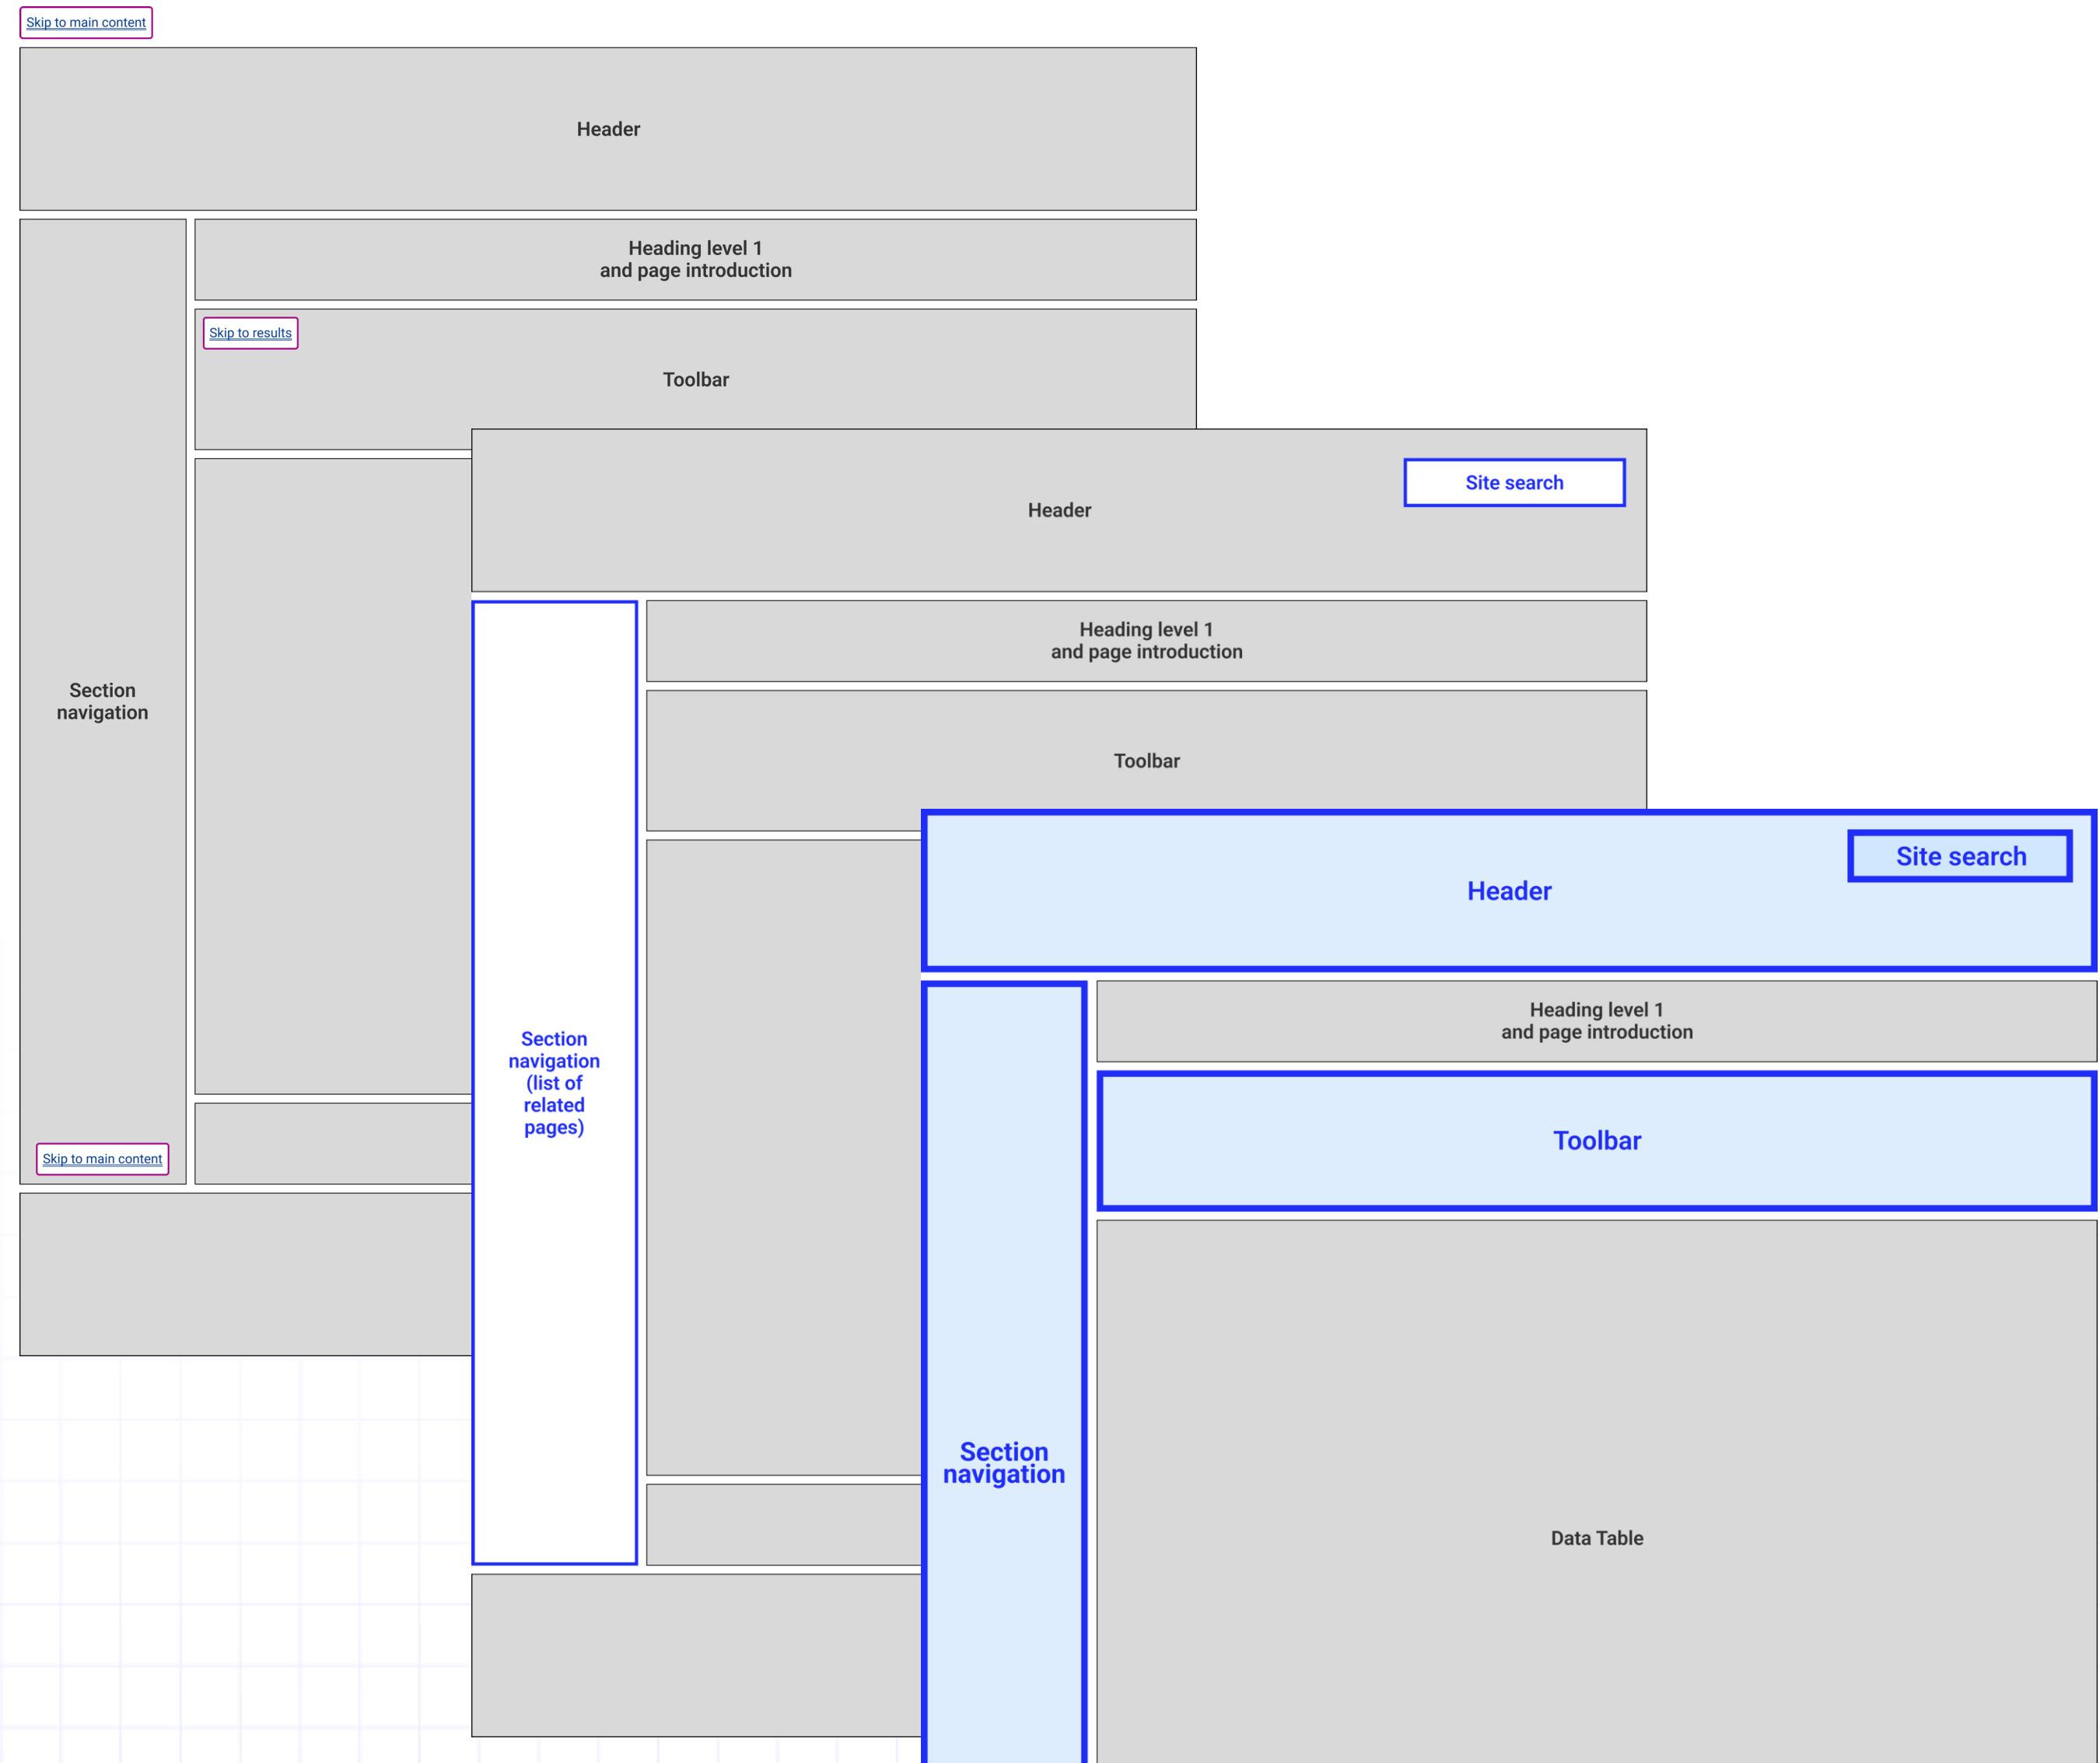 Skip to main content
Header
Heading level 1
and page introduction
Skip to results
Toolbar
Section
navigation
Skip to main content
Header
Site search
Heading level 1
and page introduction
Toolbar
Section
navigation
(list of
related
pages)
Header
Site search
Heading level 1
and page introduction
Toolbar
Section
navigation
Data Table